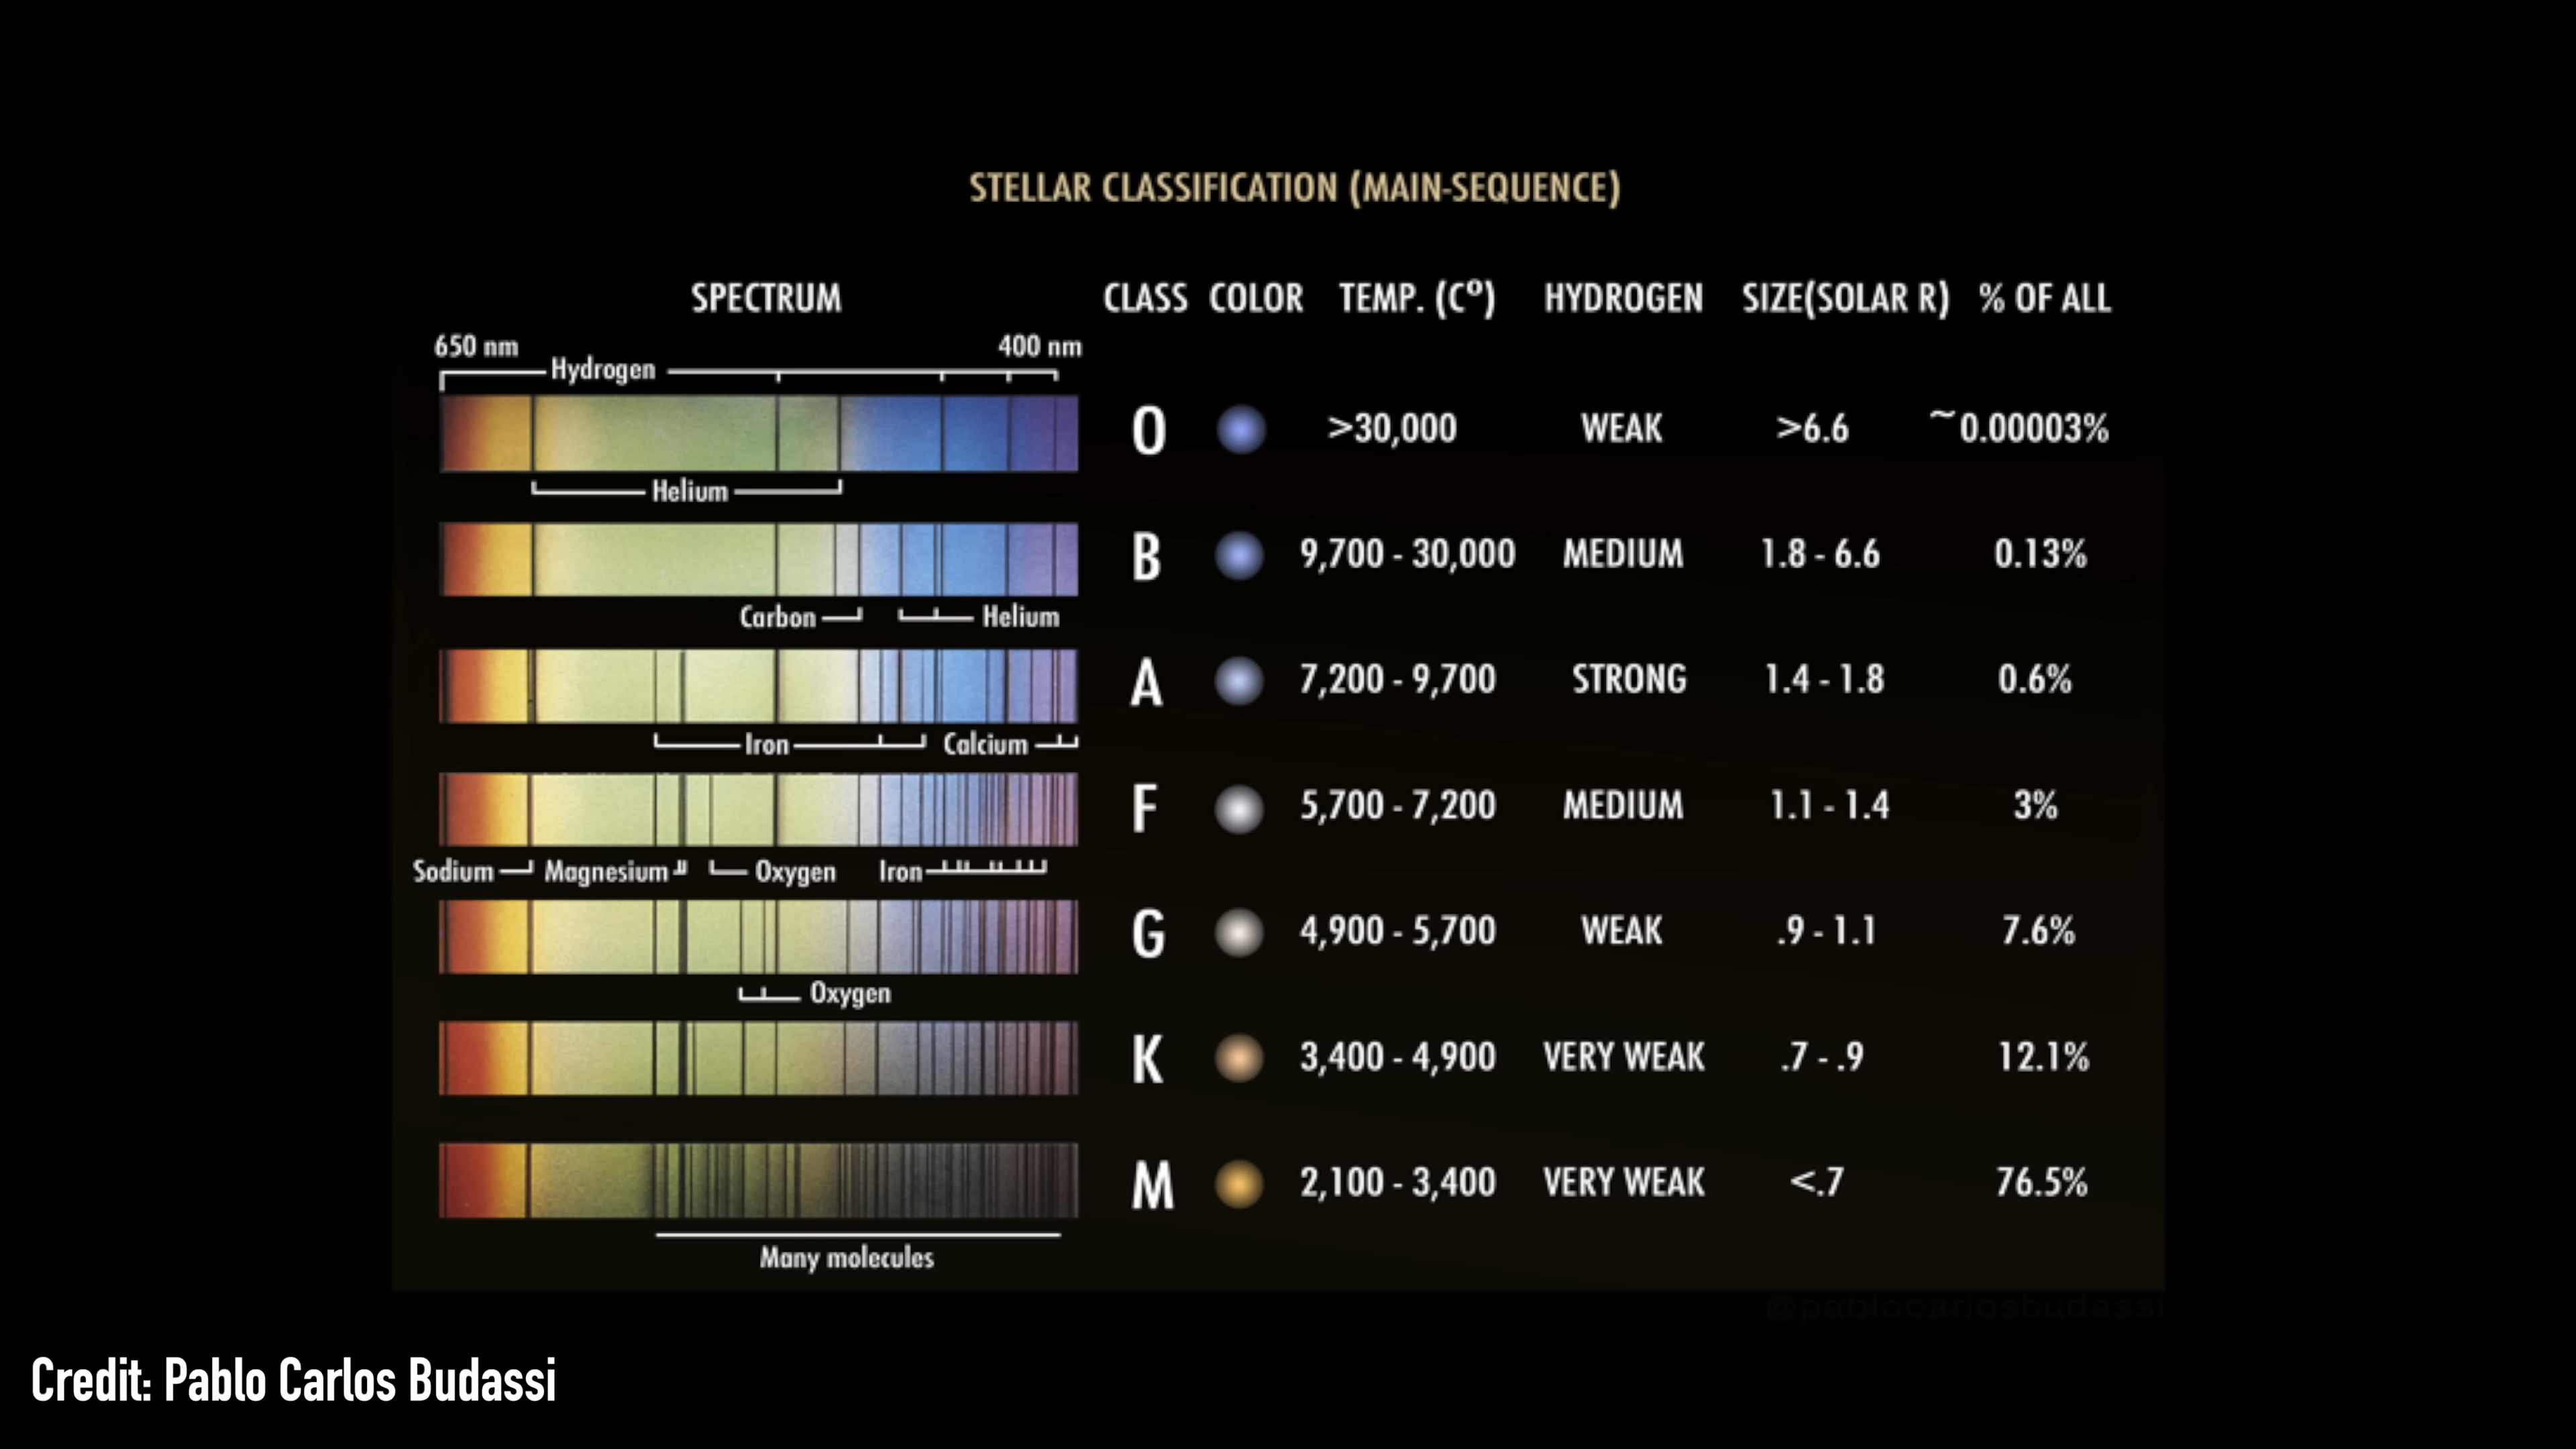 STELLAR CLASSIFICATION (MAIN-SEQUENCE)
SPECTRUM CLASS COLOR TEMP. (Cº) HYDROGEN SIZE(SOLAR R) % OF ALL
650 nm 400 nm
Hydrogen
O >30,000 WEAK >6.6 ~0.00003%
Helium
B 9,700 - 30,000 MEDIUM 1.8 - 6.6 0.13%
Carbon Helium
A 7,200 - 9,700 STRONG 1.4 - 1.8 0.6%
Iron Calcium
F 5,700 - 7,200 MEDIUM 1.1 - 1.4 3%
Sodium Magnesium Oxygen Iron
G 4,900 - 5,700 WEAK .9 - 1.1 7.6%
Oxygen
K 3,400 - 4,900 VERY WEAK .7 - .9 12.1%
M 2,100 - 3,400 VERY WEAK <.7 76.5%
Many molecules
@pablocarlosbudassi
Credit: Pablo Carlos Budassi